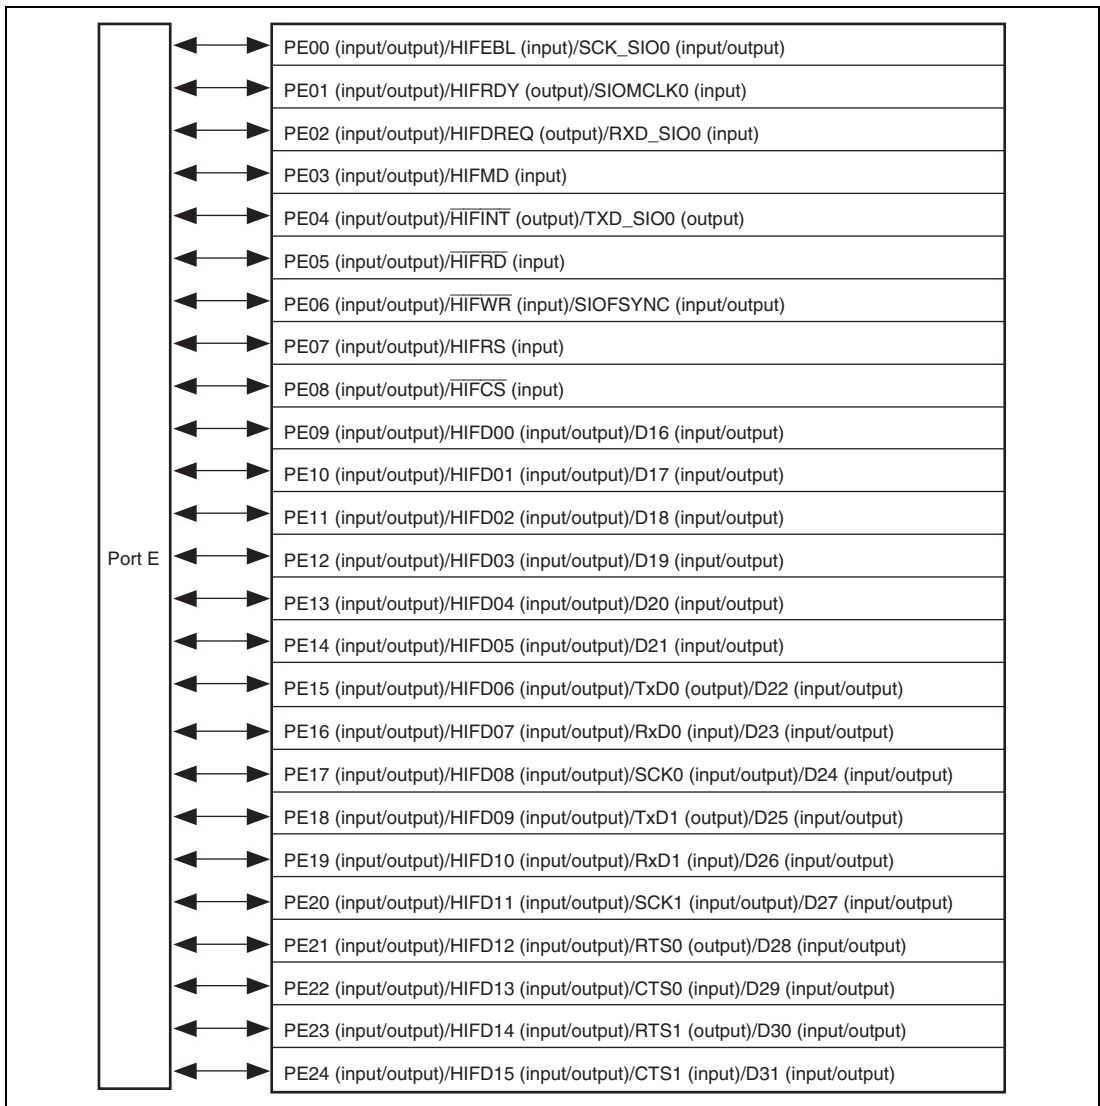 PE00 (input/output)/HIFEBL (input)/SCK_SIO0 (input/output)
PE01 (input/output)/HIFRDY (output)/SIOMCLK0 (input)
PE02 (input/output)/HIFDREQ (output)/RXD_SIO0 (input)
PE03 (input/output)/HIFMD (input)
PE04 (input/output)/H̅I̅F̅I̅N̅T̅ (output)/TXD_SIO0 (output)
PE05 (input/output)/H̅I̅F̅R̅D̅ (input)
PE06 (input/output)/H̅I̅F̅W̅R̅ (input)/SIOFSYNC (input/output)
PE07 (input/output)/HIFRS (input)
PE08 (input/output)/H̅I̅F̅C̅S̅ (input)
PE09 (input/output)/HIFD00 (input/output)/D16 (input/output)
PE10 (input/output)/HIFD01 (input/output)/D17 (input/output)
PE11 (input/output)/HIFD02 (input/output)/D18 (input/output)
Port E
PE12 (input/output)/HIFD03 (input/output)/D19 (input/output)
PE13 (input/output)/HIFD04 (input/output)/D20 (input/output)
PE14 (input/output)/HIFD05 (input/output)/D21 (input/output)
PE15 (input/output)/HIFD06 (input/output)/TxD0 (output)/D22 (input/output)
PE16 (input/output)/HIFD07 (input/output)/RxD0 (input)/D23 (input/output)
PE17 (input/output)/HIFD08 (input/output)/SCK0 (input/output)/D24 (input/output)
PE18 (input/output)/HIFD09 (input/output)/TxD1 (output)/D25 (input/output)
PE19 (input/output)/HIFD10 (input/output)/RxD1 (input)/D26 (input/output)
PE20 (input/output)/HIFD11 (input/output)/SCK1 (input/output)/D27 (input/output)
PE21 (input/output)/HIFD12 (input/output)/RTS0 (output)/D28 (input/output)
PE22 (input/output)/HIFD13 (input/output)/CTS0 (input)/D29 (input/output)
PE23 (input/output)/HIFD14 (input/output)/RTS1 (output)/D30 (input/output)
PE24 (input/output)/HIFD15 (input/output)/CTS1 (input)/D31 (input/output)